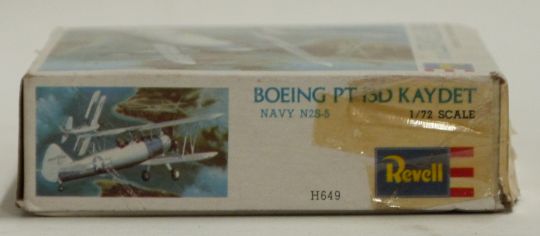 BOEING PT 13D KAYDET
NAVY N2S-5
1/72 SCALE
Revell
H649